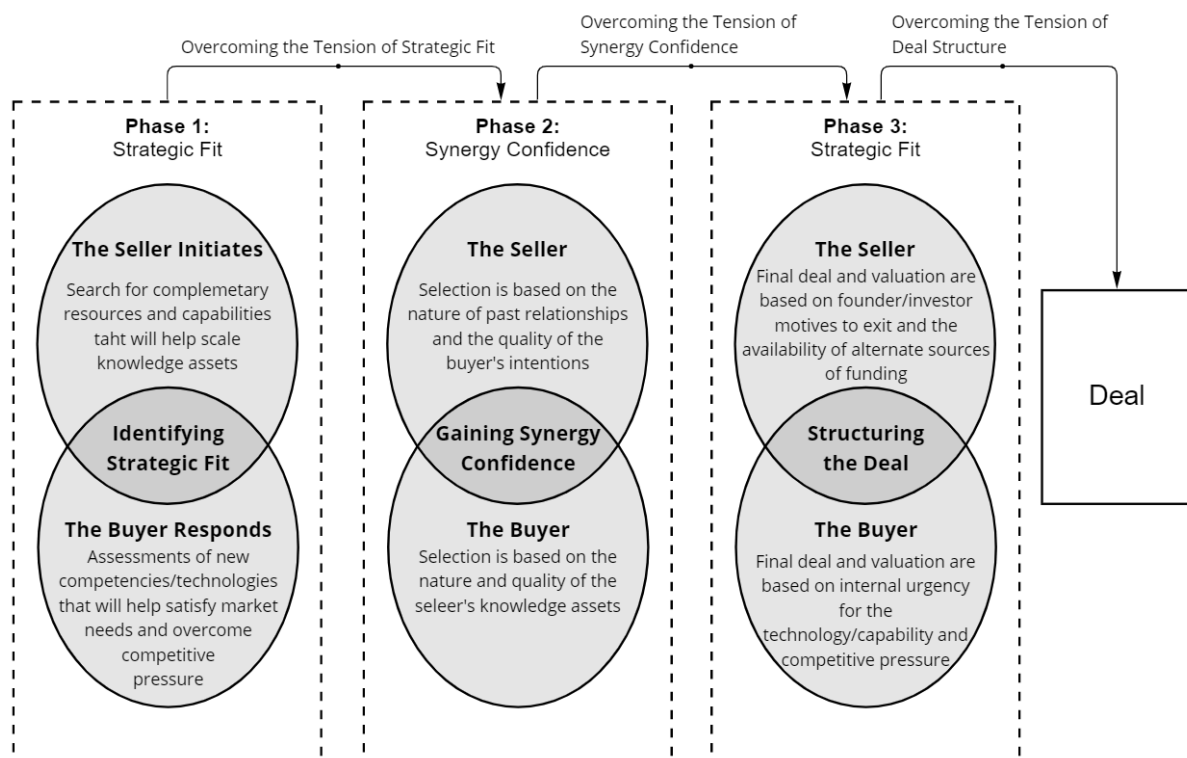 Overcoming the Tension of Strategic Fit
Overcoming the Tension of
Synergy Confidence
Overcoming the Tension of
Deal Structure
Phase 1:
Strategic Fit
The Seller Initiates
Search for complemetary
resources and capabilities
taht will help scale
knowledge assets
Identifying
Strategic Fit
The Buyer Responds
Assessments of new
competencies/technologies
that will help satisfy market
needs and overcome
competitive
pressure
Phase 2:
Synergy Confidence
The Seller
Selection is based on the
nature of past relationships
and the quality of the
buyer's intentions
Gaining Synergy
Confidence
The Buyer
Selection is based on the
nature and quality of the
seleer's knowledge assets
Phase 3:
Strategic Fit
The Seller
Final deal and valuation are
based on founder/investor
motives to exit and the
availability of alternate sources
of funding
Structuring
the Deal
The Buyer
Final deal and valuation are
based on internal urgency
for the
technology/capability and
competitive pressure
Deal